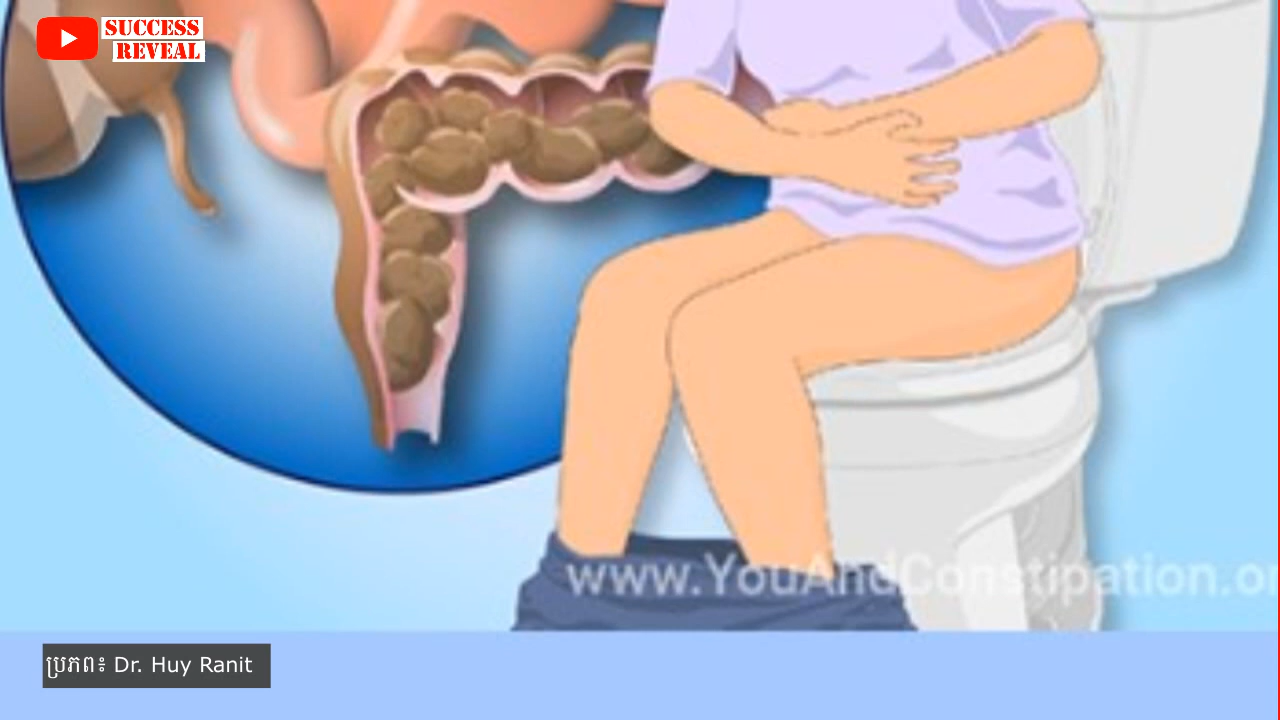 SUCCESS
REVEAL
www.YouAndConstipation.or
ប្រភព៖ Dr. Huy Ranit